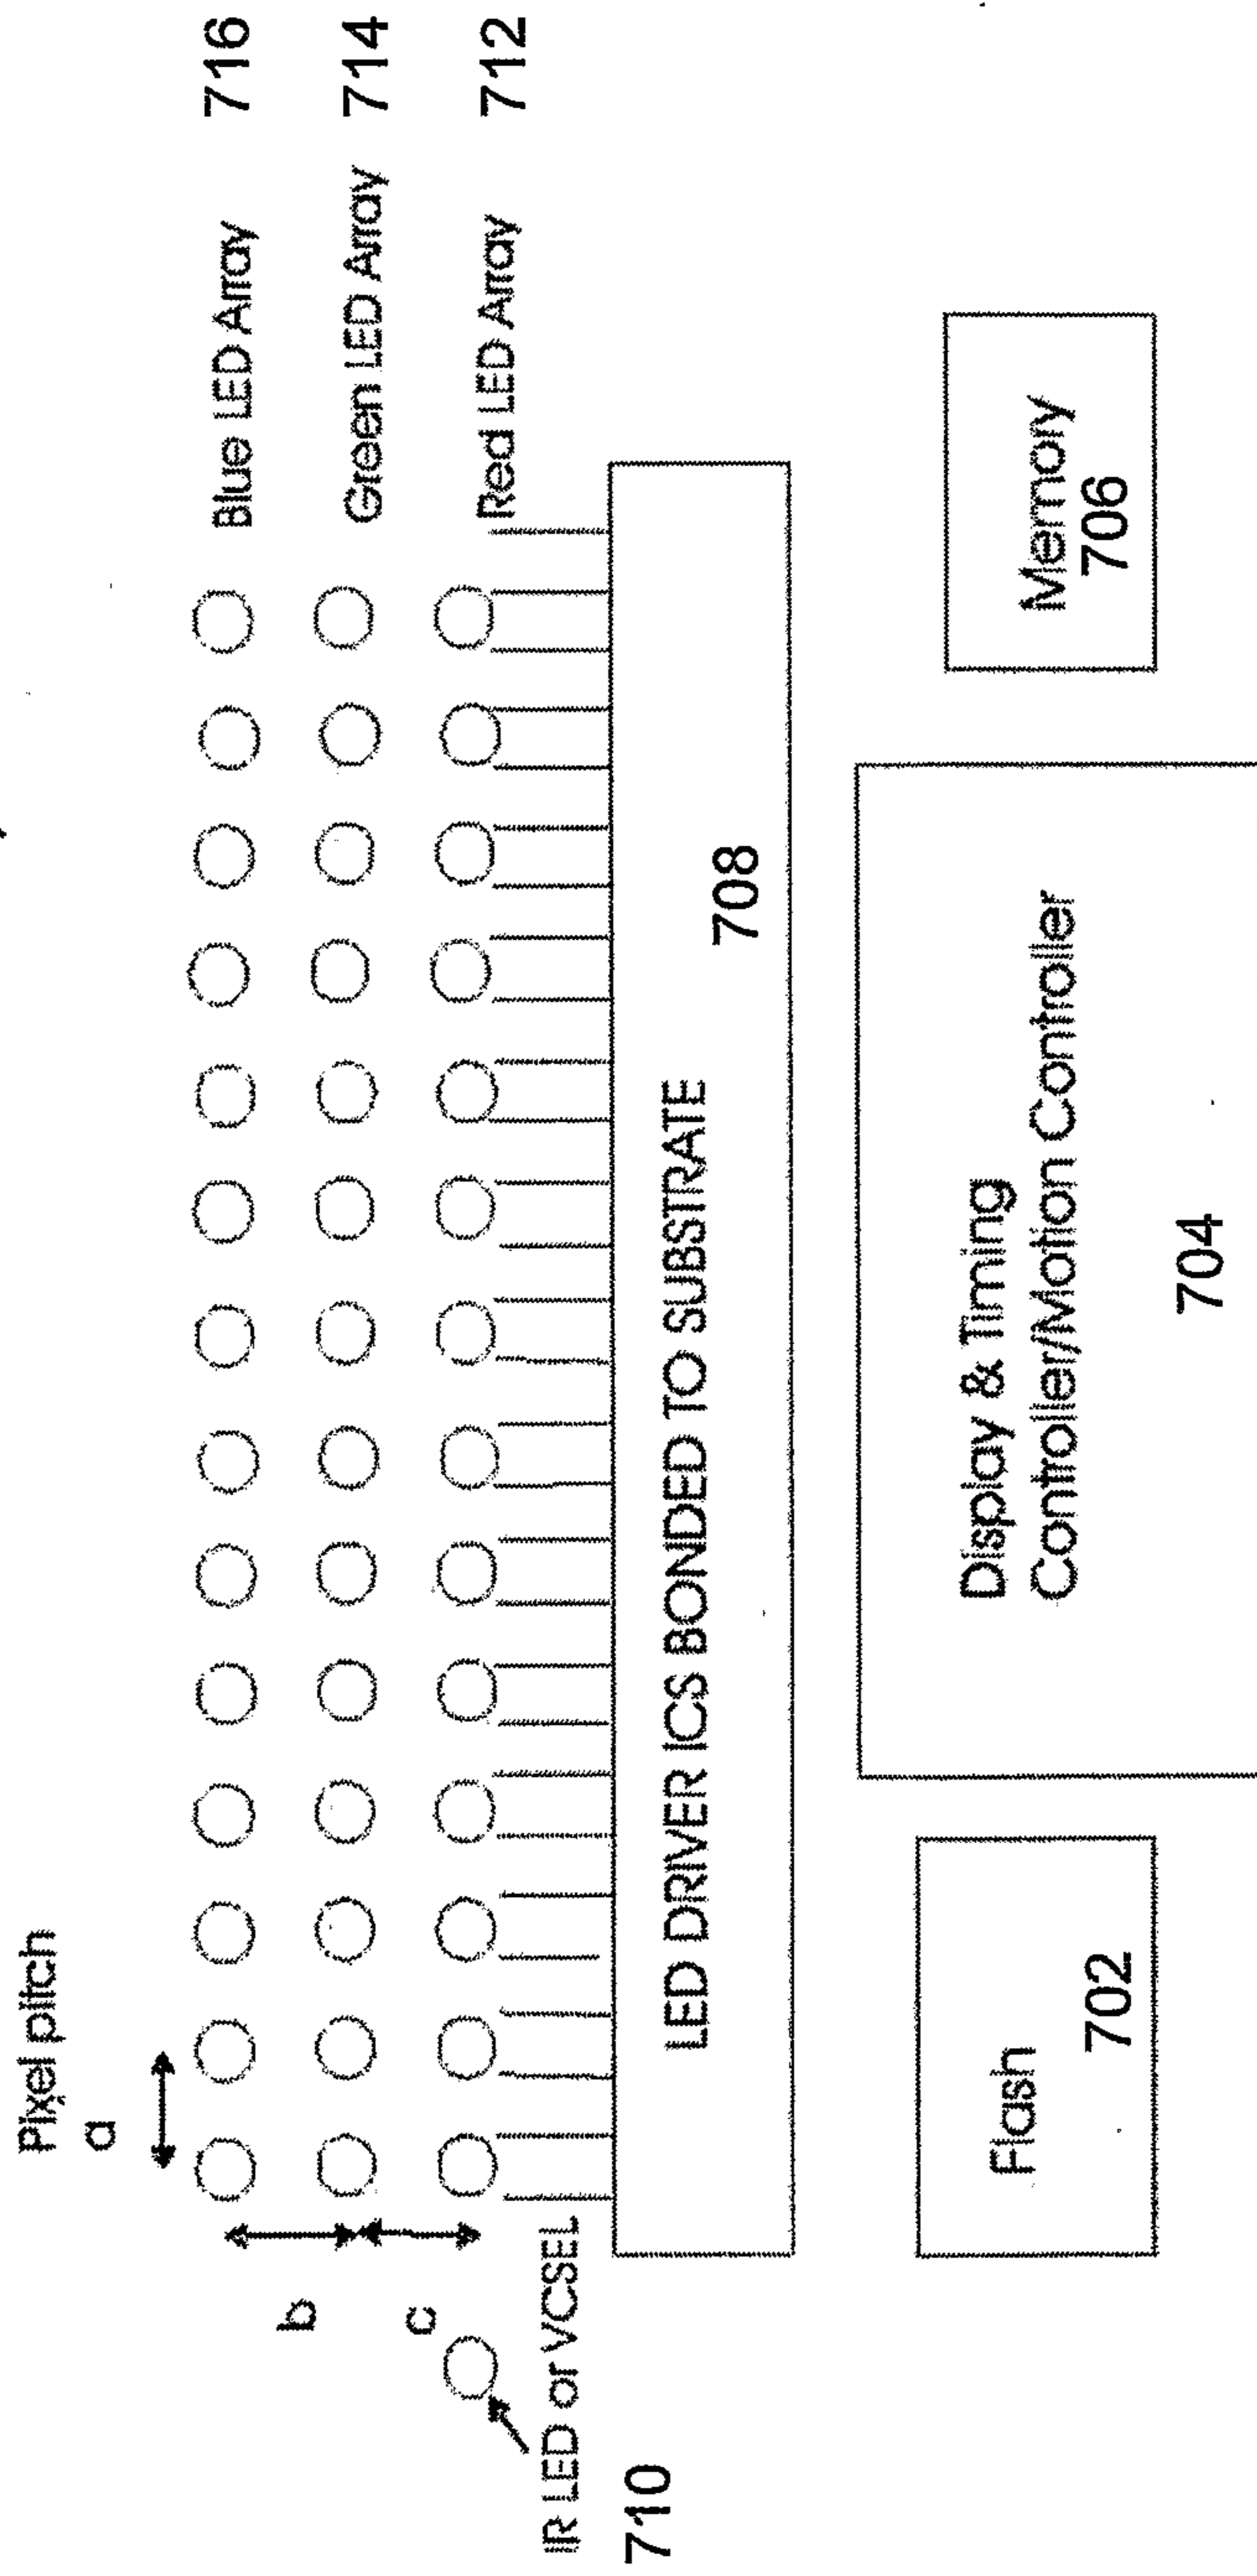 Pixel pitch
a
b
c
Blue LED Array 716
Green LED Array 714
Red LED Array 712
IR LED or VCSEL
710
LED DRIVER ICS BONDED TO SUBSTRATE
708
Flash
702
Display & Timing
Controller/Motion Controller
704
Memory
706